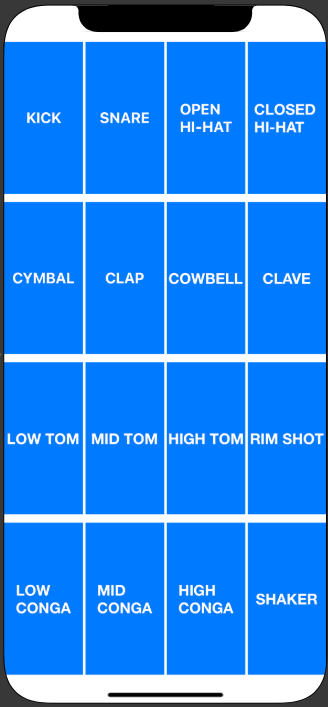 KICK
SNARE
OPEN
HI-HAT
CLOSED
HI-HAT
CYMBAL
CLAP
COWBELL
CLAVE
LOW TOM
MID TOM
HIGH TOM
RIM SHOT
LOW
CONGA
MID
CONGA
HIGH
CONGA
SHAKER